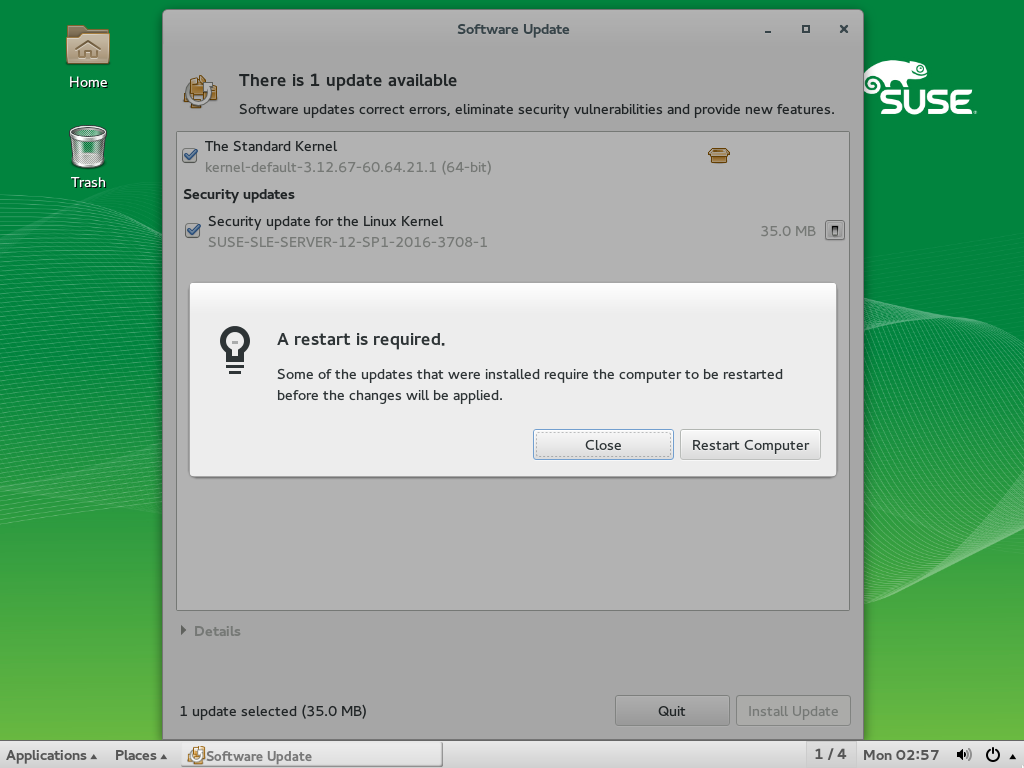 Software Update
Home
There is 1 update available
Software updates correct errors, eliminate security vulnerabilities and provide new features.
SUSE
The Standard Kernel
kernel-default-3.12.67-60.64.21.1 (64-bit)
Trash
Security updates
Security update for the Linux Kernel
SUSE-SLE-SERVER-12-SP1-2016-3708-1
35.0 MB
A restart is required.
Some of the updates that were installed require the computer to be restarted
before the changes will be applied.
Close
Restart Computer
Details
1 update selected (35.0 MB)
Quit
Install Update
Applications
Places
Software Update
1 / 4
Mon 02:57